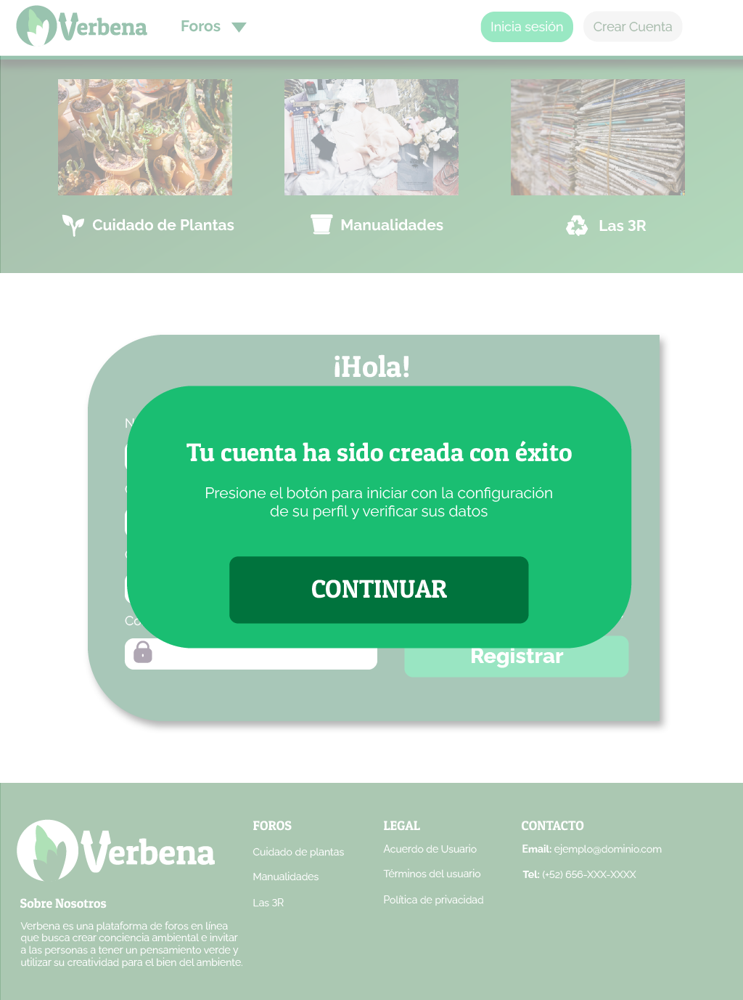 Verbena
Foros
Inicia sesión
Crear Cuenta
Cuidado de Plantas
Manualidades
Las 3R
¡Hola!
Tu cuenta ha sido creada con éxito
Presione el botón para iniciar con la configuración
de su perfil y verificar sus datos
CONTINUAR
Registrar
Verbena
Sobre Nosotros
Verbena es una plataforma de foros en línea
que busca crear conciencia ambiental e invitar
a las personas a tener un pensamiento verde y
utilizar su creatividad para el bien del ambiente.
FOROS
Cuidado de plantas
Manualidades
Las 3R
LEGAL
Acuerdo de Usuario
Términos del usuario
Política de privacidad
CONTACTO
Email: ejemplo@dominio.com
Tel: (+52) 656-XXX-XXXX